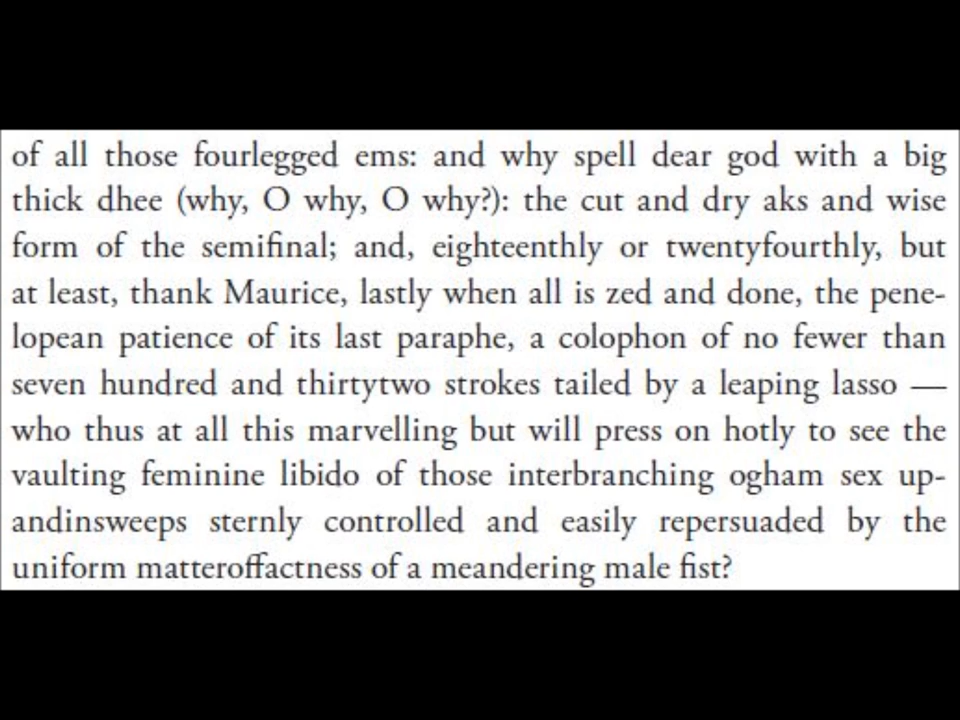 of all those fourlegged ems: and why spell dear god with a big
thick dhee (why, O why, O why?): the cut and dry aks and wise
form of the semifinal; and, eighteenthly or twentyfourthly, but
at least, thank Maurice, lastly when all is zed and done, the pene-
lopean patience of its last paraphe, a colophon of no fewer than
seven hundred and thirtytwo strokes tailed by a leaping lasso —
who thus at all this marvelling but will press on hotly to see the
vaulting feminine libido of those interbranching ogham sex up-
andinsweeps sternly controlled and easily repersuaded by the
uniform matteroffactness of a meandering male fist?